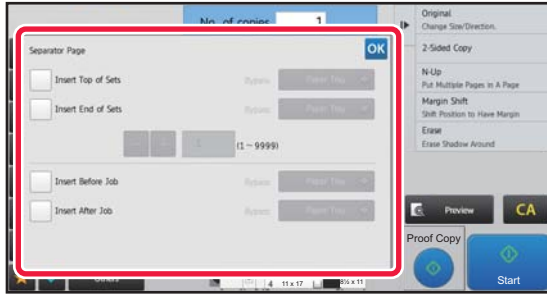 No. of copies 1
Separator Page
OK
Insert Top of Sets
Bypass
Paper Tray
Insert End of Sets
Bypass
Paper Tray
1
(1 ~ 9999)
Insert Before Job
Bypass
Paper Tray
Insert After Job
Bypass
Paper Tray
Original
Change Size/Direction.
2-Sided Copy
N-Up
Put Multiple Pages in A Page
Margin Shift
Shift Position to Have Margin
Erase
Erase Shadow Around
Preview
CA
Proof Copy
Start
Others
4 11 x 17
8½ x 11